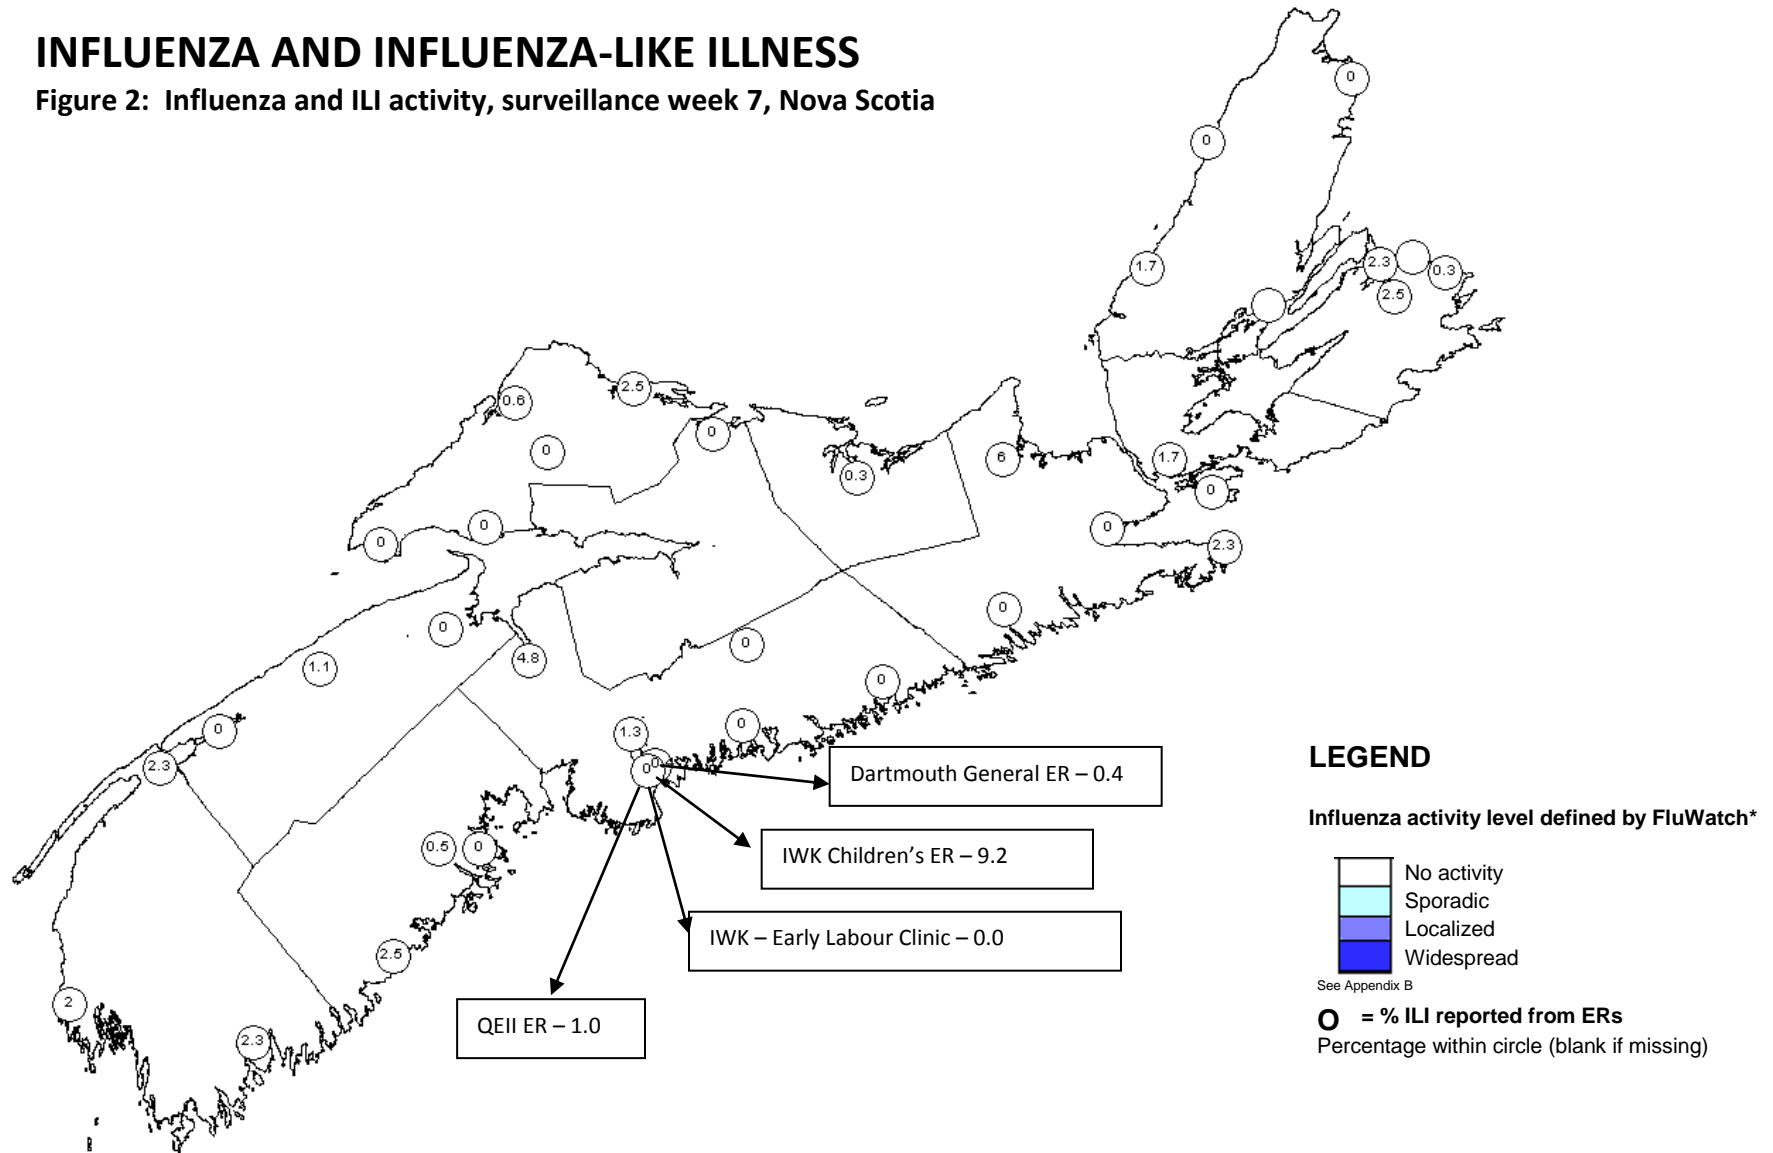 INFLUENZA AND INFLUENZA-LIKE ILLNESS
Figure 2:  Influenza and ILI activity, surveillance week 7, Nova Scotia
0
0
1.7
2.3
0.3
2.5
0.6
2.5
0
0
0.3
6
1.7
0
0
0
0
2.3
0
0
4.8
0
1.1
0
0
1.3
0
2.3
0
0
Dartmouth General ER – 0.4
IWK Children's ER – 9.2
IWK – Early Labour Clinic – 0.0
QEII ER – 1.0
0.5
0
2.5
2
2.3
LEGEND
Influenza activity level defined by FluWatch*
No activity
Sporadic
Localized
Widespread
See Appendix B
O = % ILI reported from ERs
Percentage within circle (blank if missing)